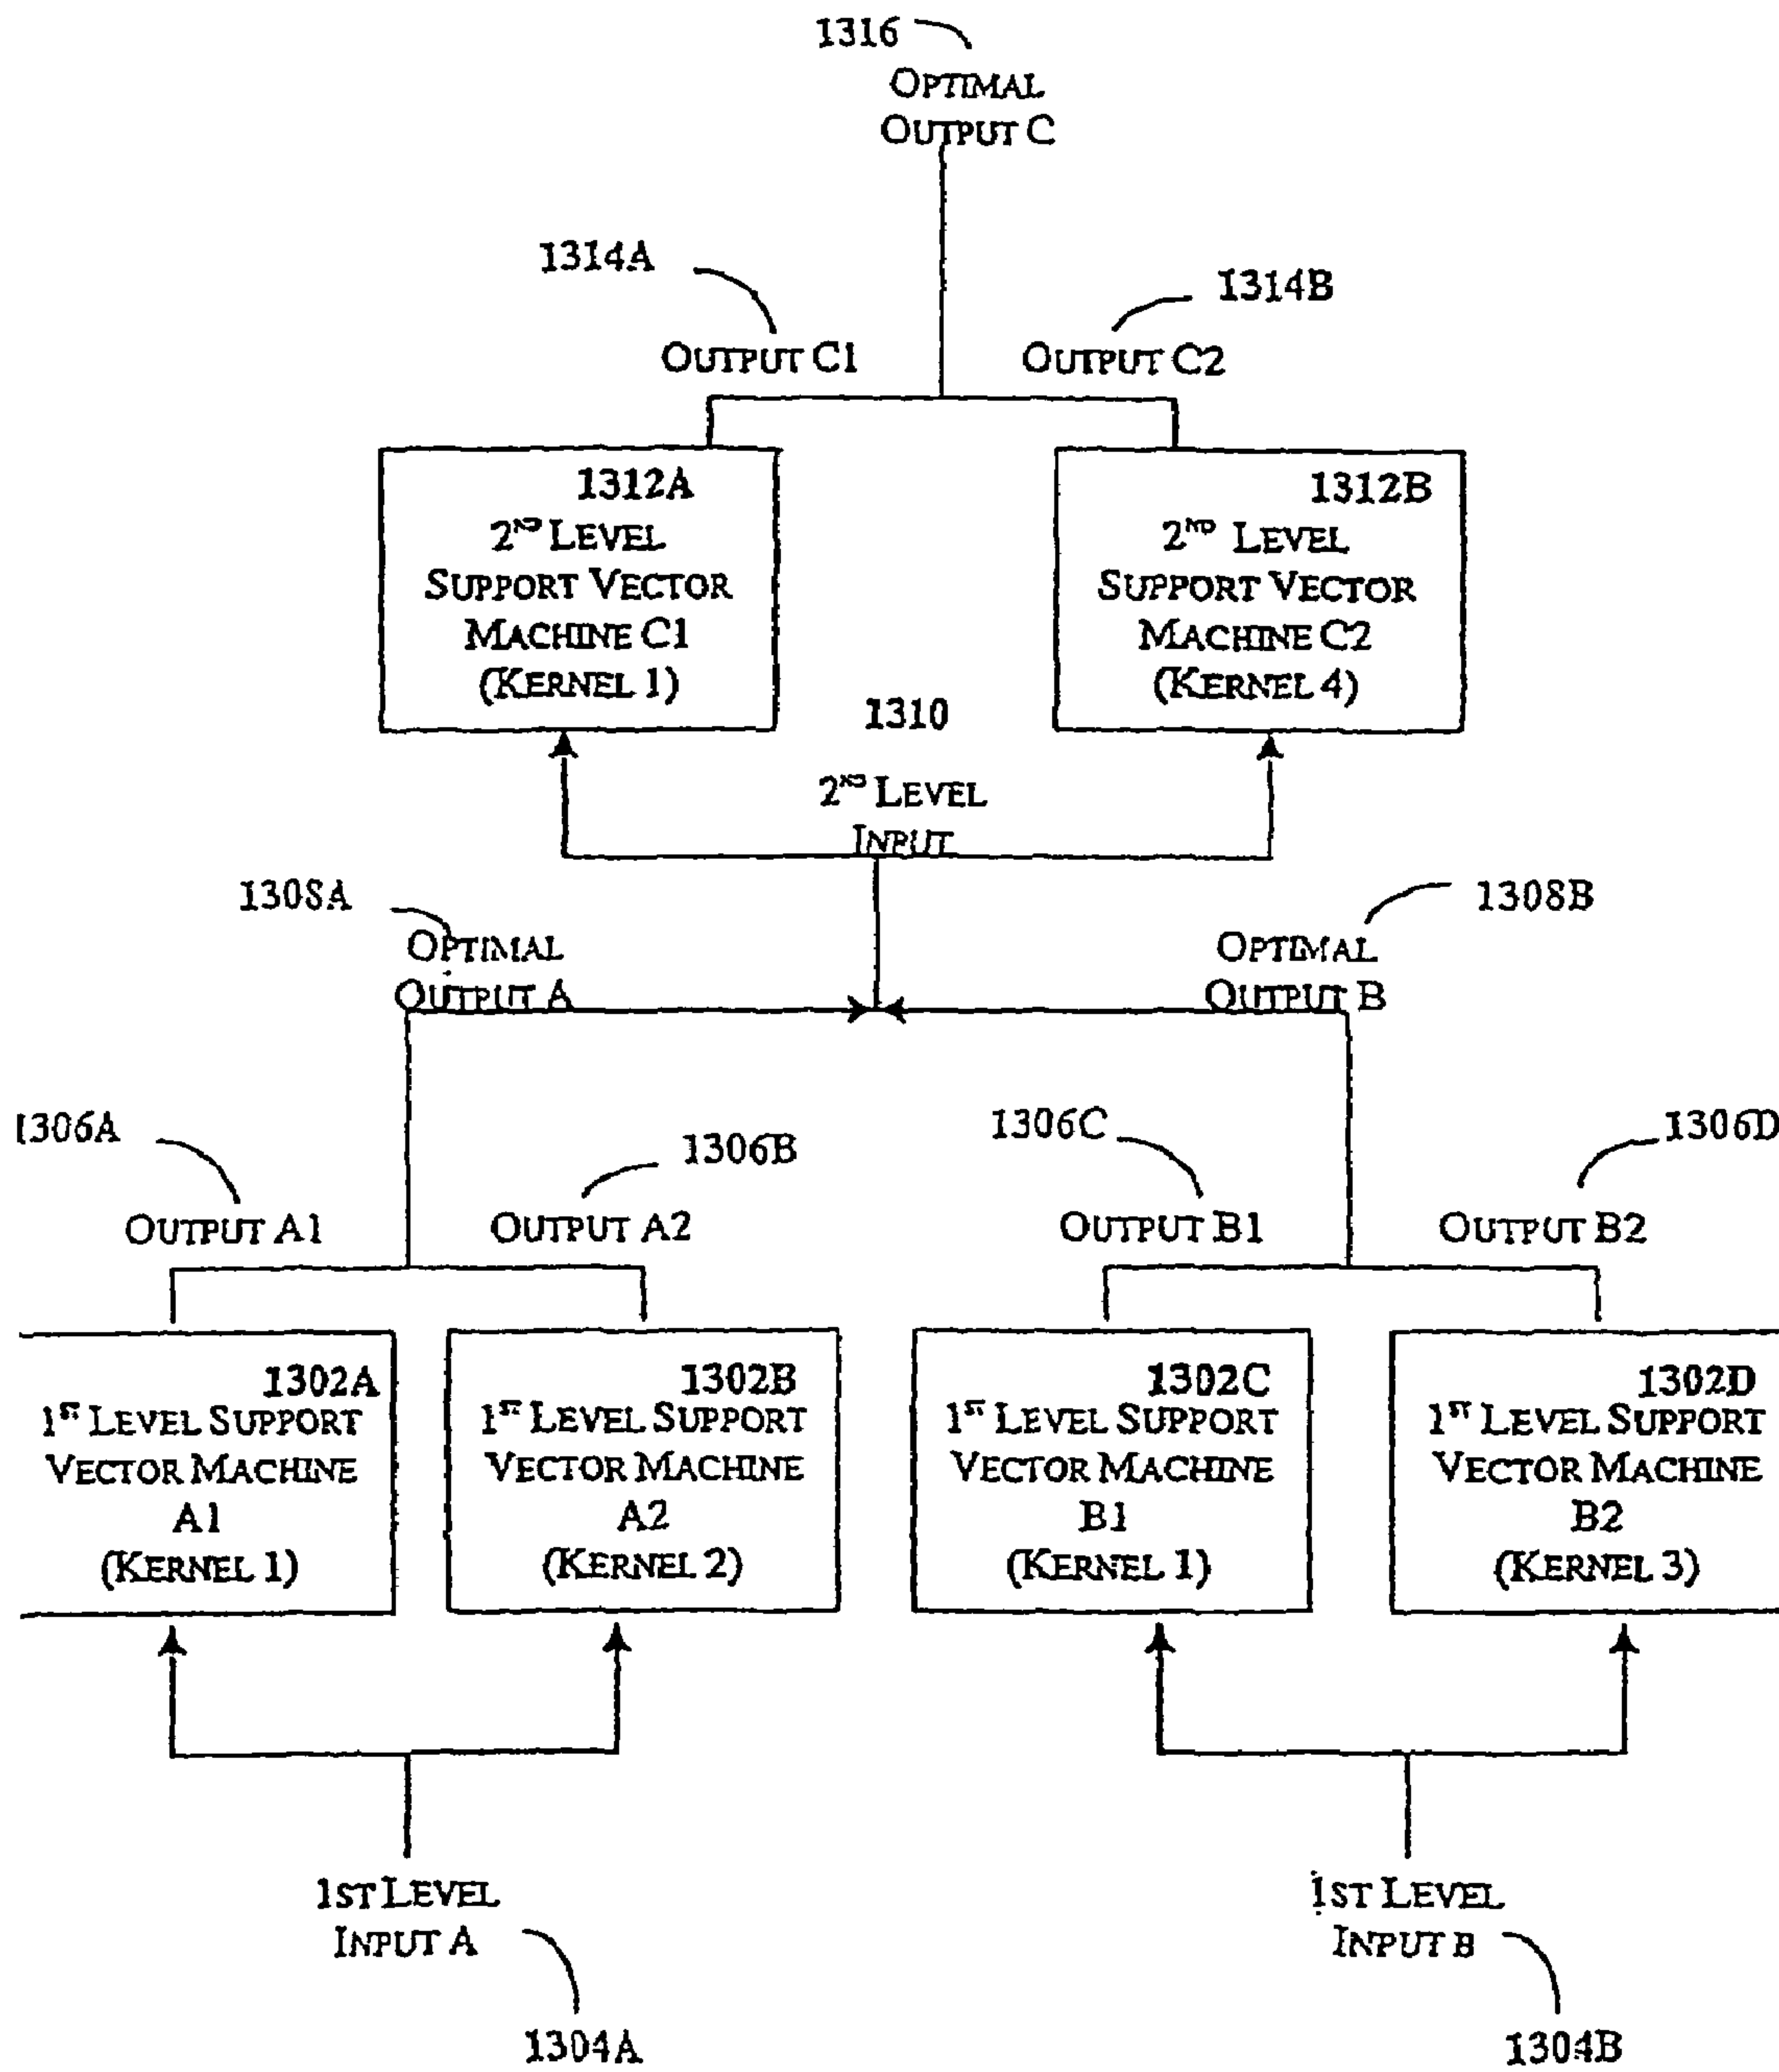 1316
OPTIMAL
OUTPUT C
1314A
1314B
OUTPUT C1
OUTPUT C2
1312A
2ND LEVEL
SUPPORT VECTOR
MACHINE C1
(KERNEL 1)
1312B
2ND LEVEL
SUPPORT VECTOR
MACHINE C2
(KERNEL 4)
1310
2ND LEVEL
INPUT
1308A
OPTIMAL
OUTPUT A
1308B
OPTIMAL
OUTPUT B
1306A
1306B
1306C
1306D
OUTPUT A1
OUTPUT A2
OUTPUT B1
OUTPUT B2
1302A
1ST LEVEL SUPPORT
VECTOR MACHINE
A1
(KERNEL 1)
1302B
1ST LEVEL SUPPORT
VECTOR MACHINE
A2
(KERNEL 2)
1302C
1ST LEVEL SUPPORT
VECTOR MACHINE
B1
(KERNEL 1)
1302D
1ST LEVEL SUPPORT
VECTOR MACHINE
B2
(KERNEL 3)
1ST LEVEL
INPUT A
1304A
1ST LEVEL
INPUT B
1304B